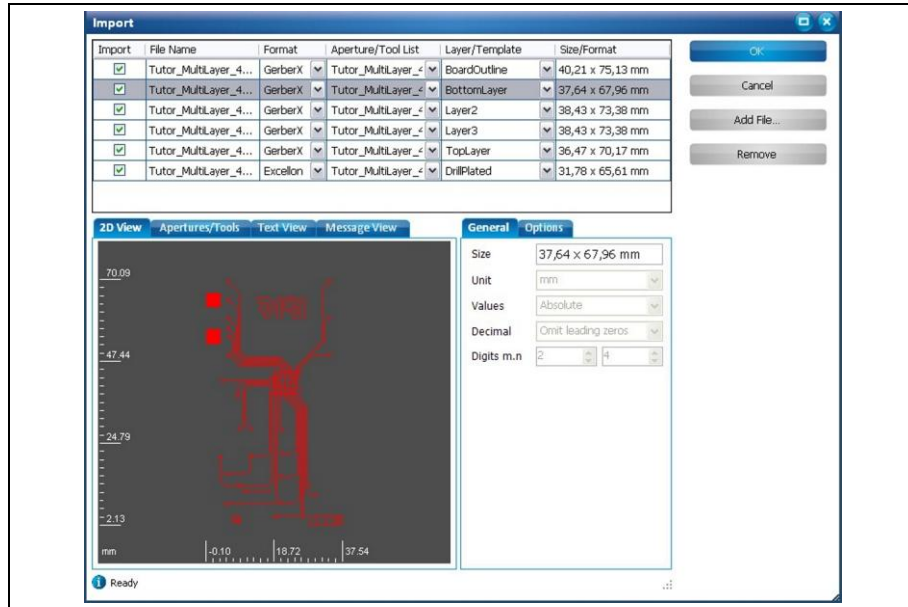 Import
Import File Name Format Aperture/Tool List Layer/Template Size/Format
Tutor_MultiLayer_4... GerberX Tutor_MultiLayer_4 BoardOutline 40,21 x 75,13 mm
Tutor_MultiLayer_4... GerberX Tutor_MultiLayer_4 BottomLayer 37,64 x 67,96 mm
Tutor_MultiLayer_4... GerberX Tutor_MultiLayer_4 Layer2 38,43 x 73,38 mm
Tutor_MultiLayer_4... GerberX Tutor_MultiLayer_4 Layer3 38,43 x 73,38 mm
Tutor_MultiLayer_4... GerberX Tutor_MultiLayer_4 TopLayer 36,47 x 70,17 mm
Tutor_MultiLayer_4... Excellon Tutor_MultiLayer_4 DrillPlated 31,78 x 65,61 mm
OK
Cancel
Add File...
Remove
2D View Apertures/Tools Text View Message View
70.09
47.44
24.79
2.13
mm -0.10 18.72 37.54
General Options
Size 37,64 x 67,96 mm
Unit mm
Values Absolute
Decimal Omit leading zeros
Digits m.n 2 4
Ready